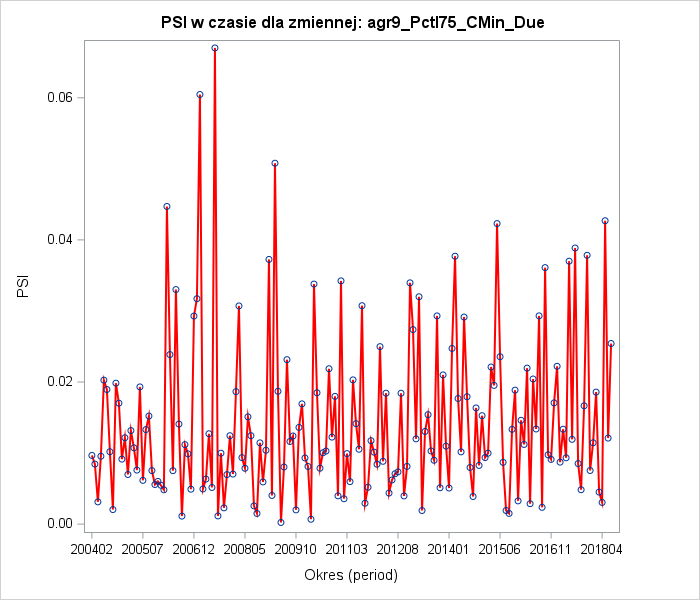 PSI w czasie dla zmiennej: agr9_Pctl75_CMin_Due
0.06
0.04
0.02
0.00
PSI
200402 200507 200612 200805 200910 201103 201208 201401 201506 201611 201804
Okres (period)